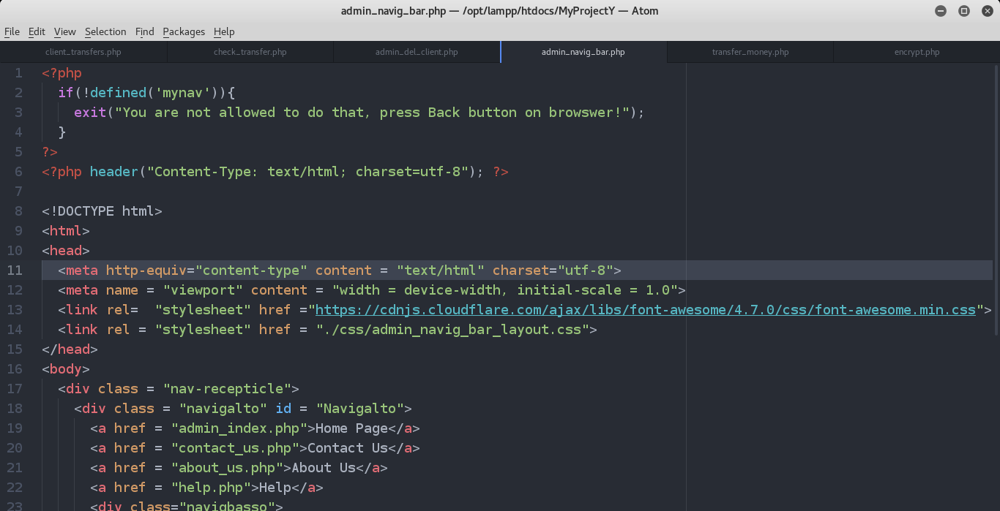 admin_navig_bar.php — /opt/lampp/htdocs/MyProjectY — Atom
File Edit View Selection Find Packages Help
client_transfers.php check_transfer.php admin_del_client.php admin_navig_bar.php transfer_money.php encrypt.php
1 <?php
2 if(!defined('mynav')){
3 exit("You are not allowed to do that, press Back button on browswer!");
4 }
5 ?>
6 <?php header("Content-Type: text/html; charset=utf-8"); ?>
7
8 <!DOCTYPE html>
9 <html>
10 <head>
11 <meta http-equiv="content-type" content = "text/html" charset="utf-8">
12 <meta name = "viewport" content = "width = device-width, initial-scale = 1.0">
13 <link rel=  "stylesheet" href ="https://cdnjs.cloudflare.com/ajax/libs/font-awesome/4.7.0/css/font-awesome.min.css">
14 <link rel = "stylesheet" href = "./css/admin_navig_bar_layout.css">
15 </head>
16 <body>
17 <div class = "nav-recepticle">
18 <div class = "navigalto" id = "Navigalto">
19 <a href = "admin_index.php">Home Page</a>
20 <a href = "contact_us.php">Contact Us</a>
21 <a href = "about_us.php">About Us</a>
22 <a href = "help.php">Help</a>
23 <div class="navigbasso">